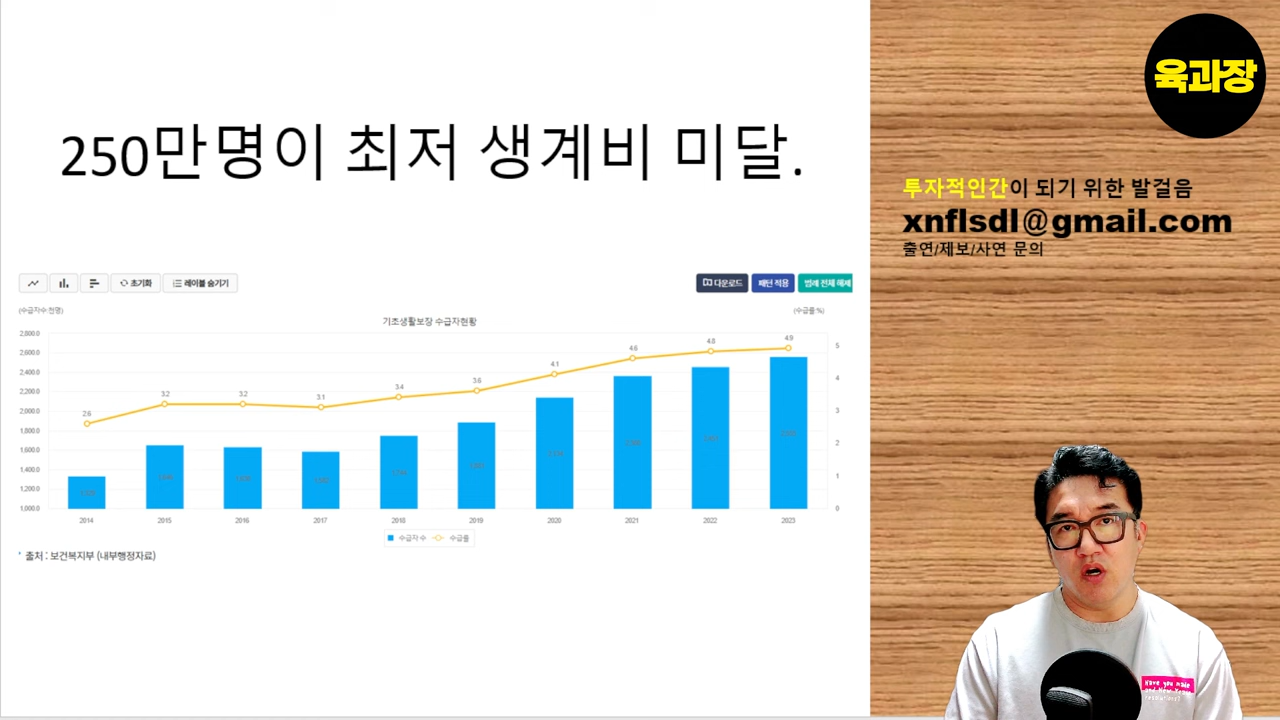 250만명이 최저 생계비 미달.
초기화
레이블 숨기기
다운로드
패턴 적용
범례 전체 해제
(수급자수:천명)
(수급률:%)
기초생활보장 수급자현황
2,800.0
2,600.0
2,400.0
2,200.0
2,000.0
1,800.0
1,600.0
1,400.0
1,200.0
1,000.0
5
4
3
2
1
0
2.6
3.2
3.2
3.1
3.4
3.6
4.1
4.6
4.8
4.9
2014
2015
2016
2017
2018
2019
2020
2021
2022
2023
수급자수
수급률
* 출처 : 보건복지부 (내부행정자료)
육과장
투자적인간이 되기 위한 발걸음
xnflsdl@gmail.com
출연/제보/사연 문의
Have you made